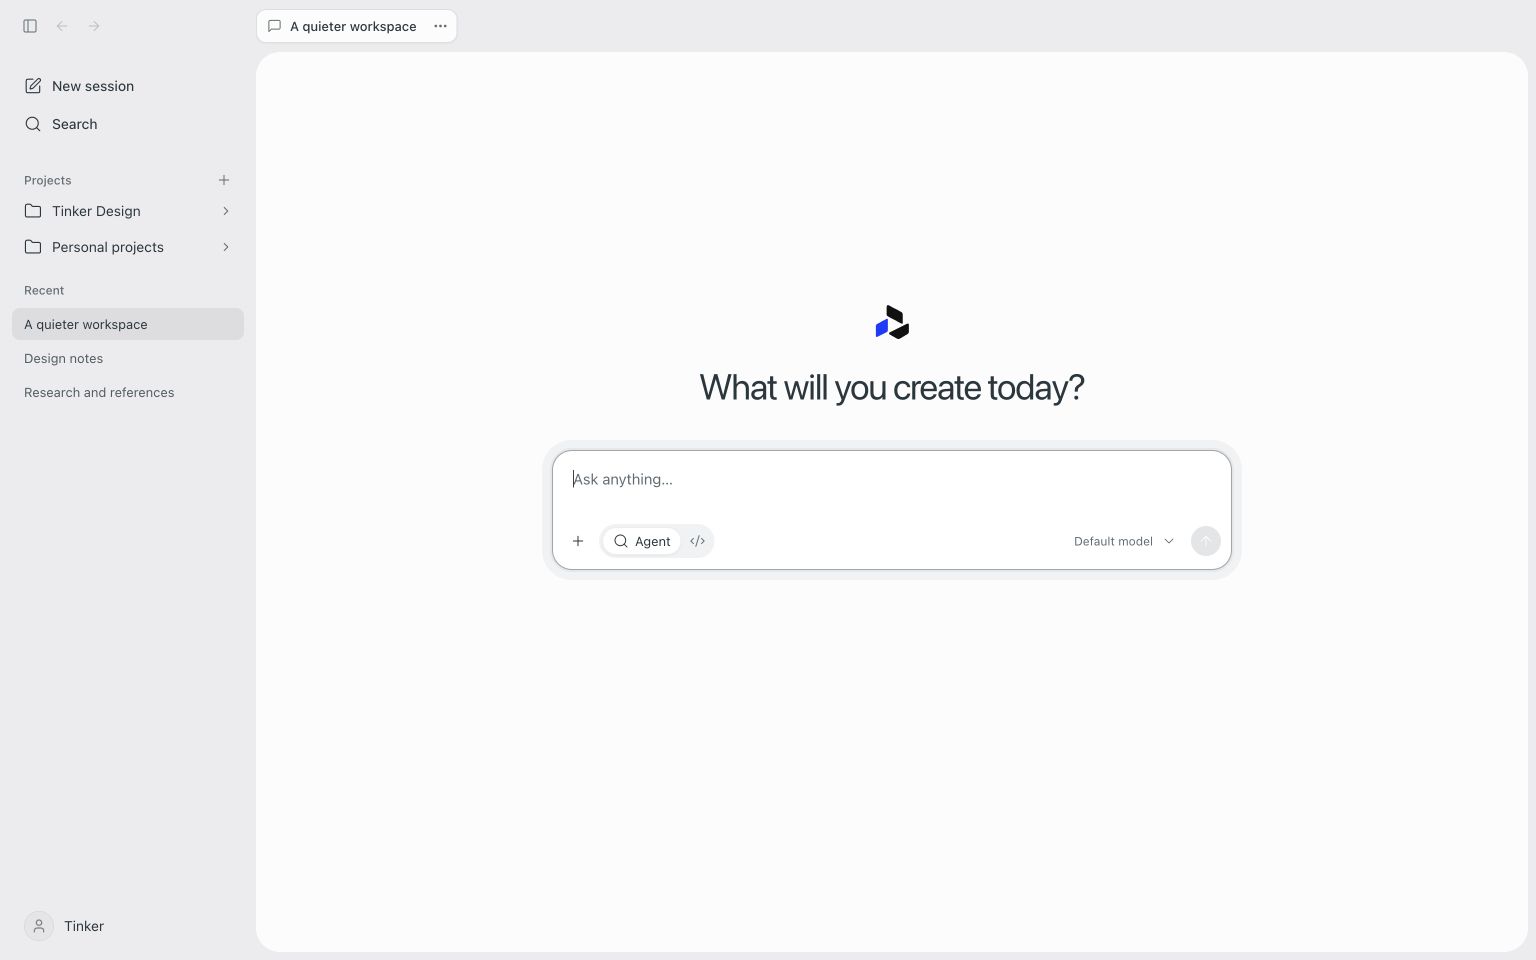 A quieter workspace
New session
Search
Projects
Tinker Design
Personal projects
Recent
A quieter workspace
Design notes
Research and references
What will you create today?
Ask anything...
Agent
Default model
Tinker